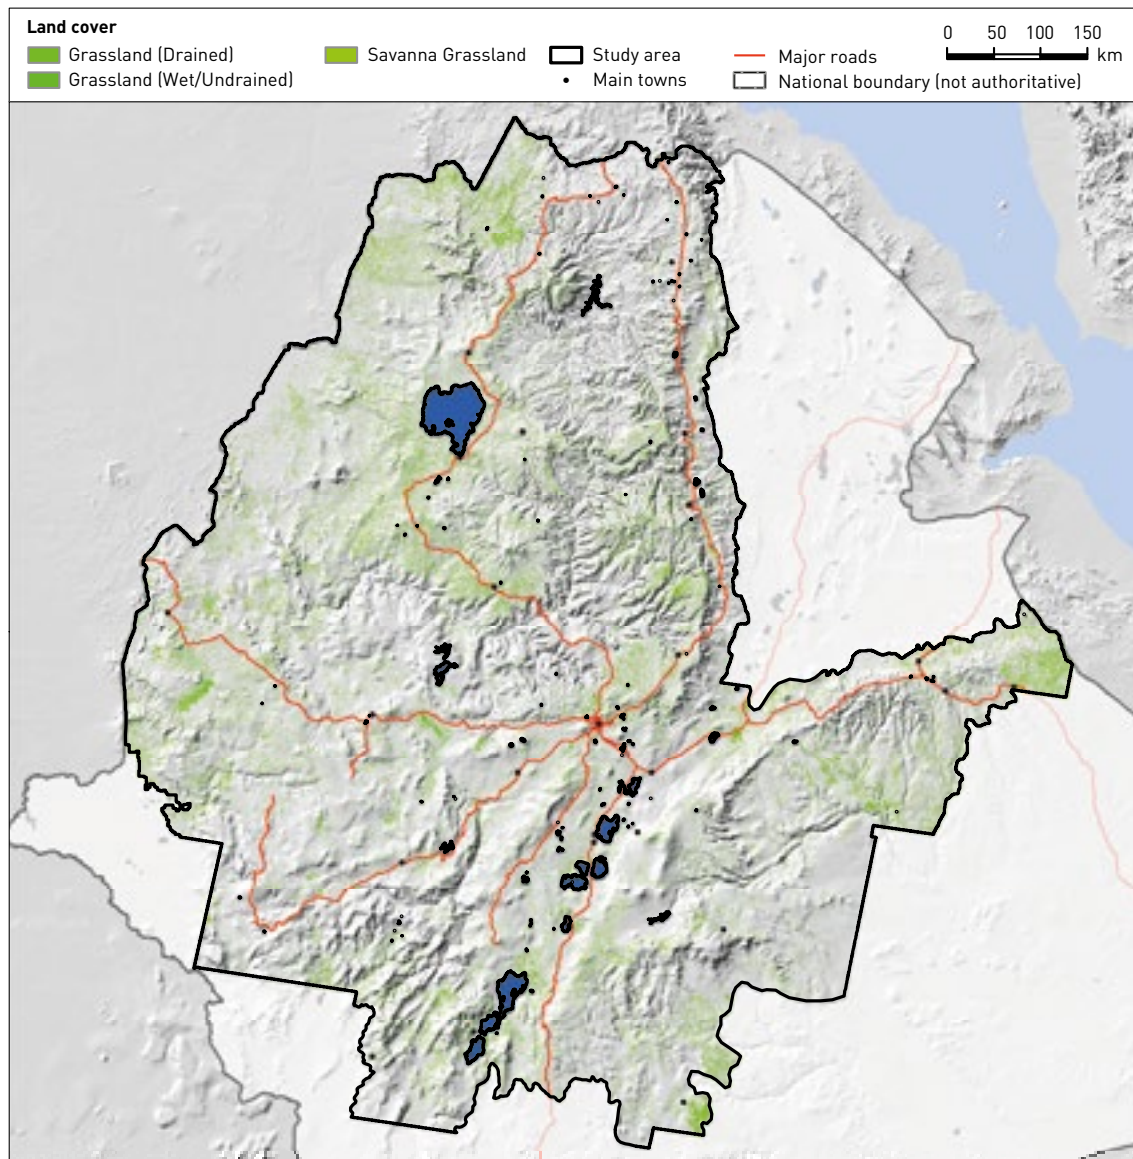 Land cover
Grassland (Drained)
Grassland (Wet/Undrained)
Savanna Grassland
Study area
Main towns
Major roads
National boundary (not authoritative)
0 50 100 150
km